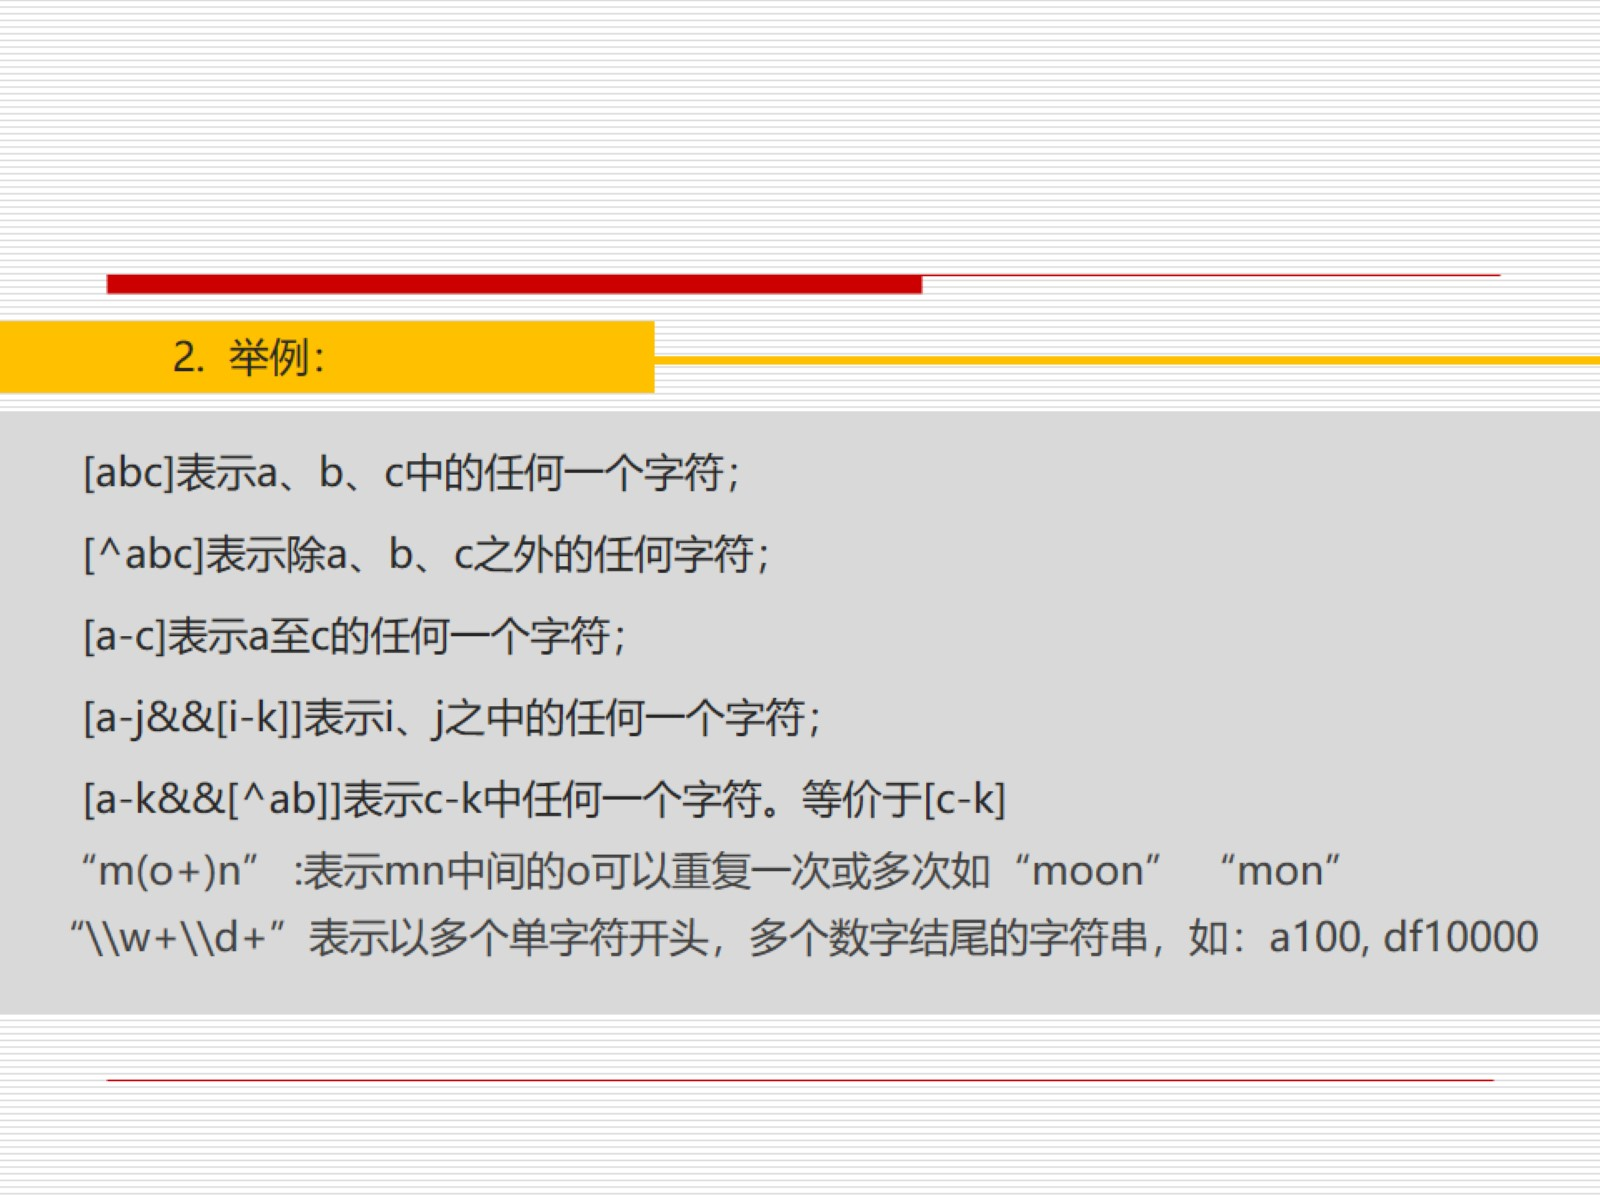 2. 举例：
[abc]表示a、b、c中的任何一个字符；
[^abc]表示除a、b、c之外的任何字符；
[a-c]表示a至c的任何一个字符；
[a-j&&[i-k]]表示i、j之中的任何一个字符；
[a-k&&[^ab]]表示c-k中任何一个字符。等价于[c-k]
“m(o+)n” :表示mn中间的o可以重复一次或多次如“moon” “mon”
“\\w+\\d+”表示以多个单字符开头，多个数字结尾的字符串，如：a100, df10000